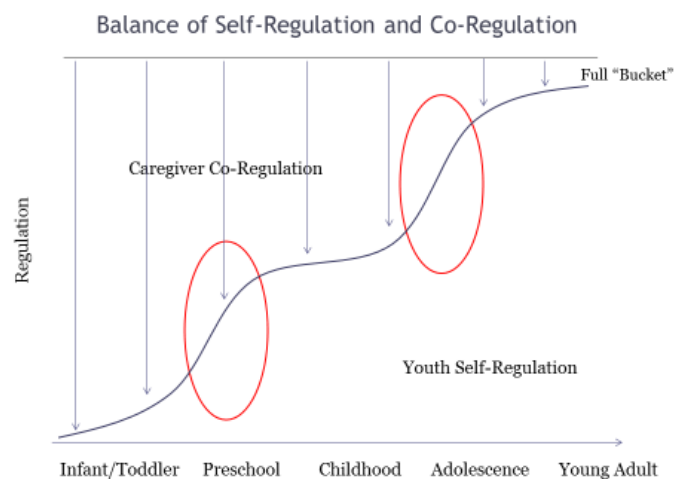 Balance of Self-Regulation and Co-Regulation
Full “Bucket”
Caregiver Co-Regulation
Regulation
Youth Self-Regulation
Infant/Toddler Preschool Childhood Adolescence Young Adult